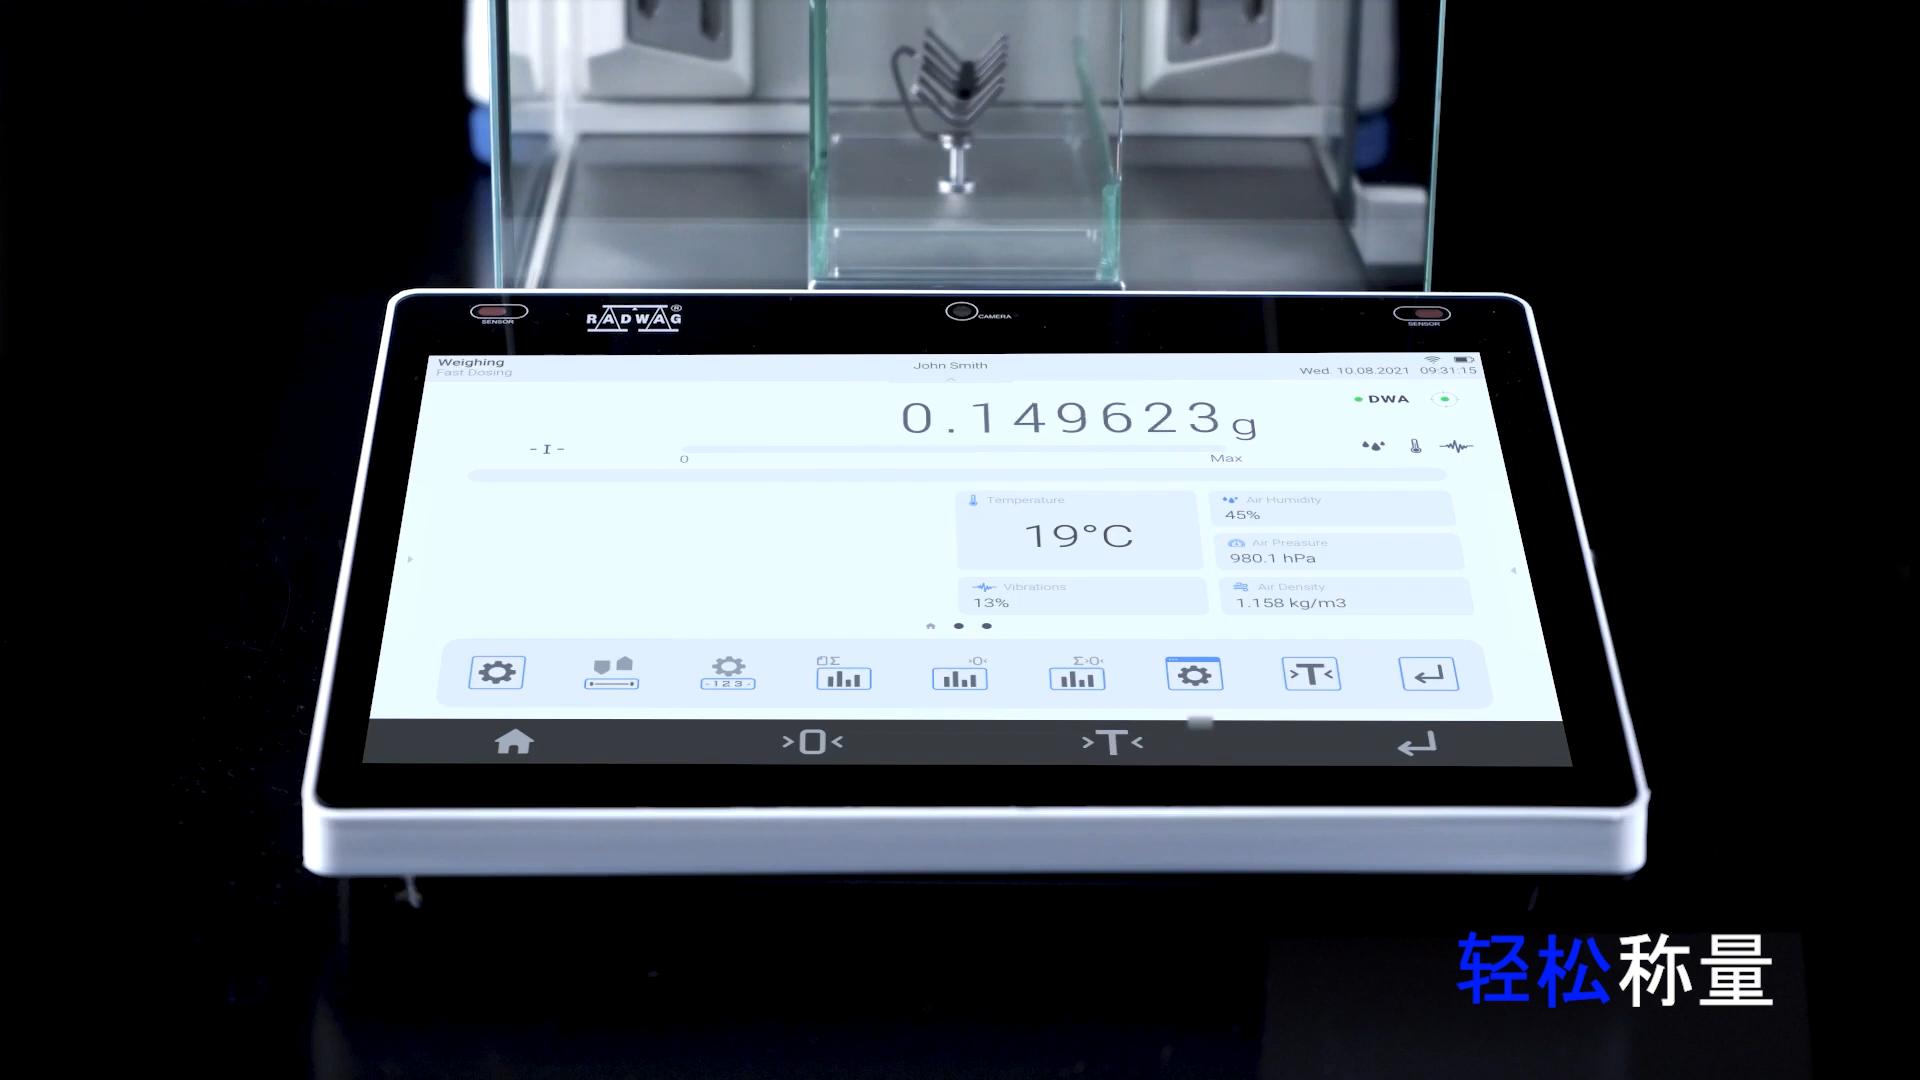 SENSOR
RADWAG®
CAMERA
SENSOR
Weighing
Fast Dosing
John Smith
Wed. 10.08.2021 09:31:15
DWA
0.149623 g
-I-
0
Max
Temperature
19°C
Air Humidity
45%
Air Preasure
980.1 hPa
Vibrations
13%
Air Density
1.158 kg/m3
Σ
>0<
Σ>0<
-123-
>T<
>0<
>T<
轻松称量